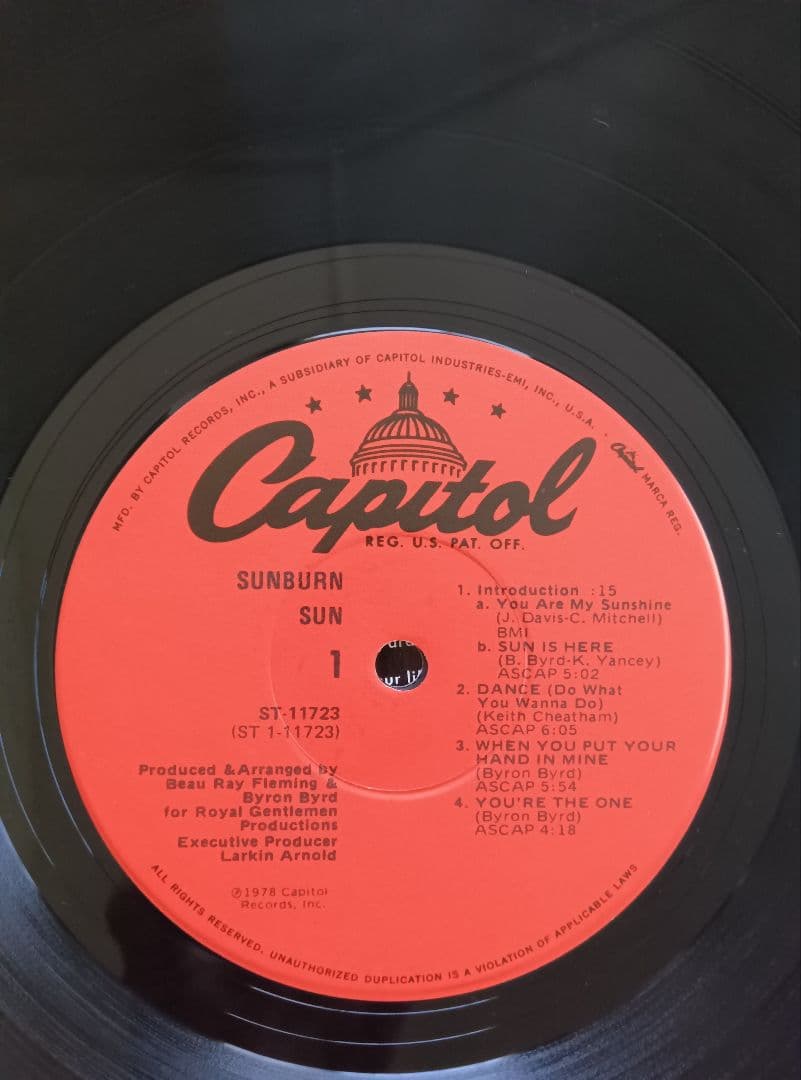 MFD. BY CAPITOL RECORDS, INC., A SUBSIDIARY OF CAPITOL INDUSTRIES-EMI, INC., U.S.A. · Capitol MARCA REG.
Capitol
REG. U.S. PAT. OFF.
SUNBURN
SUN
1
ST-11723
(ST 1-11723)
Produced & Arranged by
Beau Ray Fleming &
Byron Byrd
for Royal Gentlemen
Productions
Executive Producer
Larkin Arnold
℗1978 Capitol
Records, Inc.
1. Introduction :15
a. You Are My Sunshine
(J. Davis-C. Mitchell)
BMI
b. SUN IS HERE
(B. Byrd-K. Yancey)
ASCAP 5:02
2. DANCE (Do What
You Wanna Do)
(Keith Cheatham)
ASCAP 6:05
3. WHEN YOU PUT YOUR
HAND IN MINE
(Byron Byrd)
ASCAP 5:54
4. YOU'RE THE ONE
(Byron Byrd)
ASCAP 4:18
ALL RIGHTS RESERVED. UNAUTHORIZED DUPLICATION IS A VIOLATION OF APPLICABLE LAWS